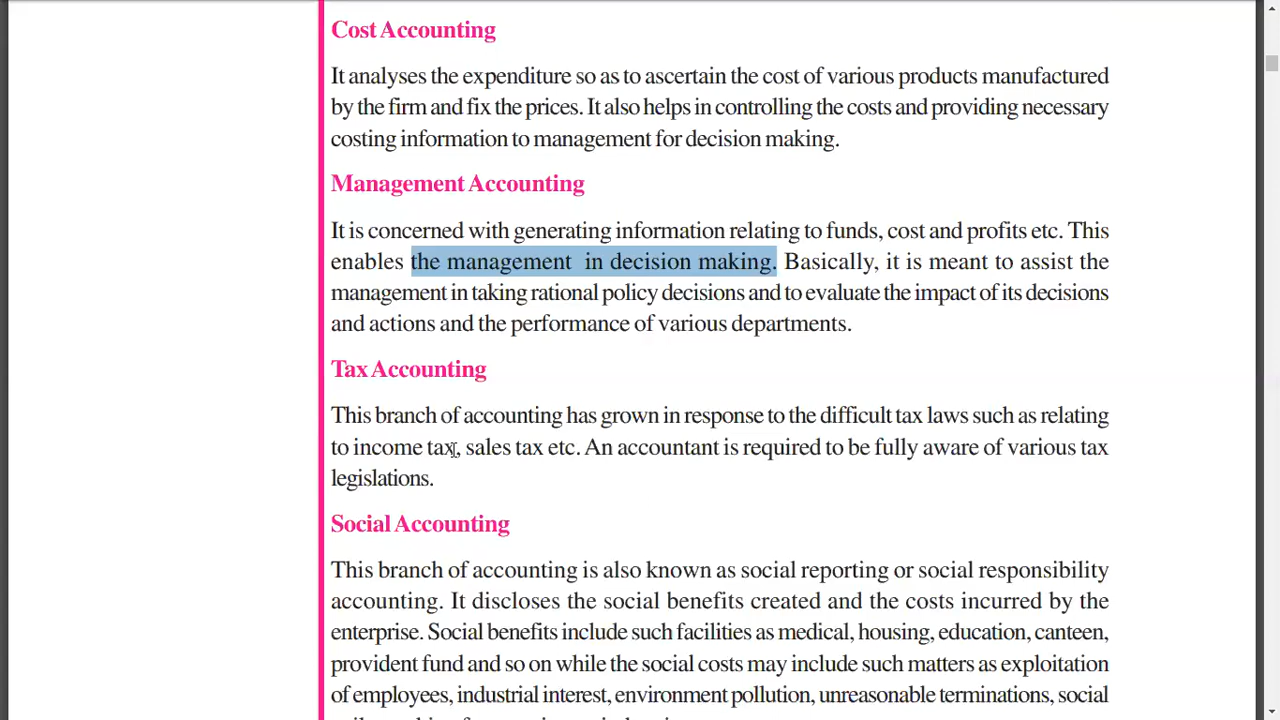 Cost Accounting
It analyses the expenditure so as to ascertain the cost of various products manufactured
by the firm and fix the prices. It also helps in controlling the costs and providing necessary
costing information to management for decision making.
Management Accounting
It is concerned with generating information relating to funds, cost and profits etc. This
enables the management in decision making. Basically, it is meant to assist the
management in taking rational policy decisions and to evaluate the impact of its decisions
and actions and the performance of various departments.
Tax Accounting
This branch of accounting has grown in response to the difficult tax laws such as relating
to income tax, sales tax etc. An accountant is required to be fully aware of various tax
legislations.
Social Accounting
This branch of accounting is also known as social reporting or social responsibility
accounting. It discloses the social benefits created and the costs incurred by the
enterprise. Social benefits include such facilities as medical, housing, education, canteen,
provident fund and so on while the social costs may include such matters as exploitation
of employees, industrial interest, environment pollution, unreasonable terminations, social